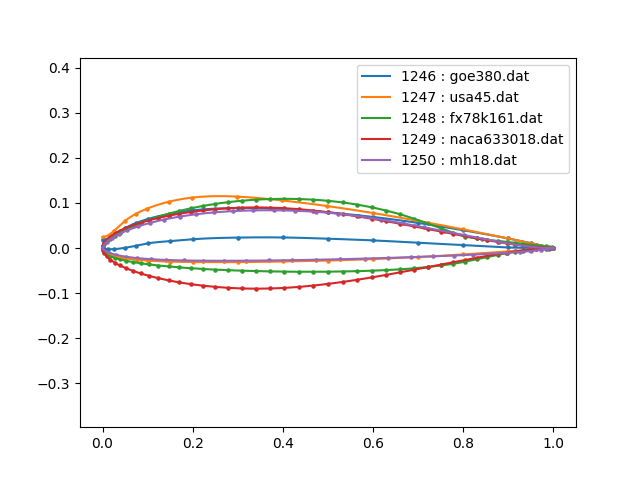 0.4
0.3
0.2
0.1
0.0
−0.1
−0.2
−0.3
0.0 0.2 0.4 0.6 0.8 1.0
1246 : goe380.dat
1247 : usa45.dat
1248 : fx78k161.dat
1249 : naca633018.dat
1250 : mh18.dat